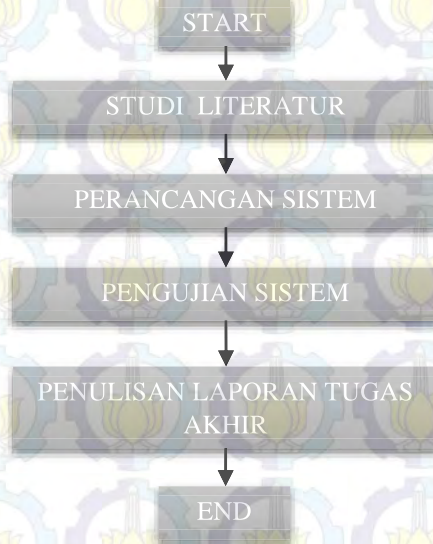 START
STUDI LITERATUR
PERANCANGAN SISTEM
PENGUJIAN SISTEM
PENULISAN LAPORAN TUGAS
AKHIR
END